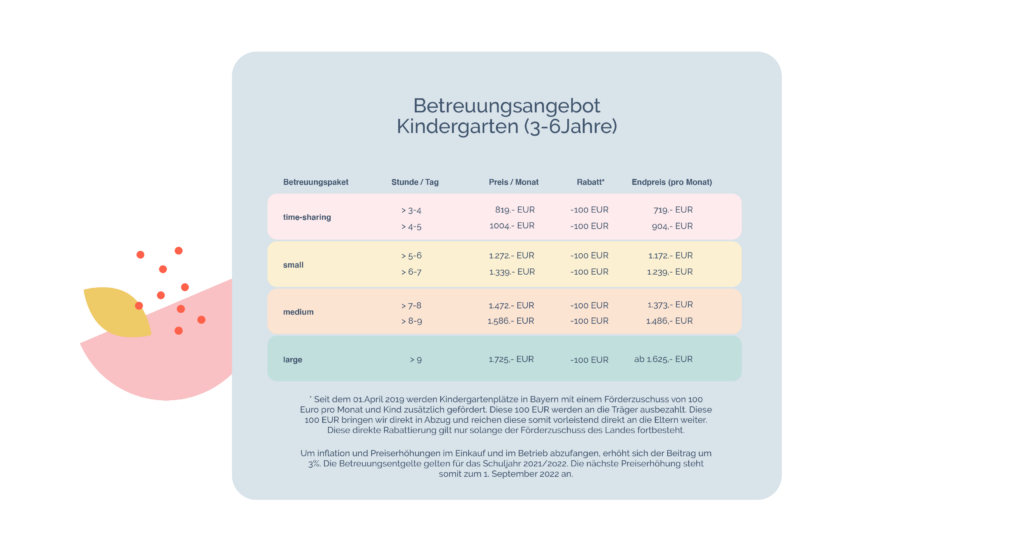 Betreuungsangebot
Kindergarten (3-6Jahre)
Betreuungspaket Stunde / Tag Preis / Monat Rabatt* Endpreis (pro Monat)
time-sharing
> 3-4 819.- EUR -100 EUR 719.- EUR
> 4-5 1004.- EUR -100 EUR 904.- EUR
small
> 5-6 1.272.- EUR -100 EUR 1.172.- EUR
> 6-7 1.339.- EUR -100 EUR 1.239.- EUR
medium
> 7-8 1.472.- EUR -100 EUR 1.373.- EUR
> 8-9 1.586.- EUR -100 EUR 1.486.- EUR
large > 9 1.725.- EUR -100 EUR ab 1.625.- EUR
* Seit dem 01.April 2019 werden Kindergartenplätze in Bayern mit einem Förderzuschuss von 100
Euro pro Monat und Kind zusätzlich gefördert. Diese 100 EUR werden an die Träger ausbezahlt. Diese
100 EUR bringen wir direkt in Abzug und reichen diese somit vorleistend direkt an die Eltern weiter.
Diese direkte Rabattierung gilt nur solange der Förderzuschuss des Landes fortbesteht.
Um inflation und Preiserhöhungen im Einkauf und im Betrieb abzufangen, erhöht sich der Beitrag um
3%. Die Betreuungsentgelte gelten für das Schuljahr 2021/2022. Die nächste Preiserhöhung steht
somit zum 1. September 2022 an.